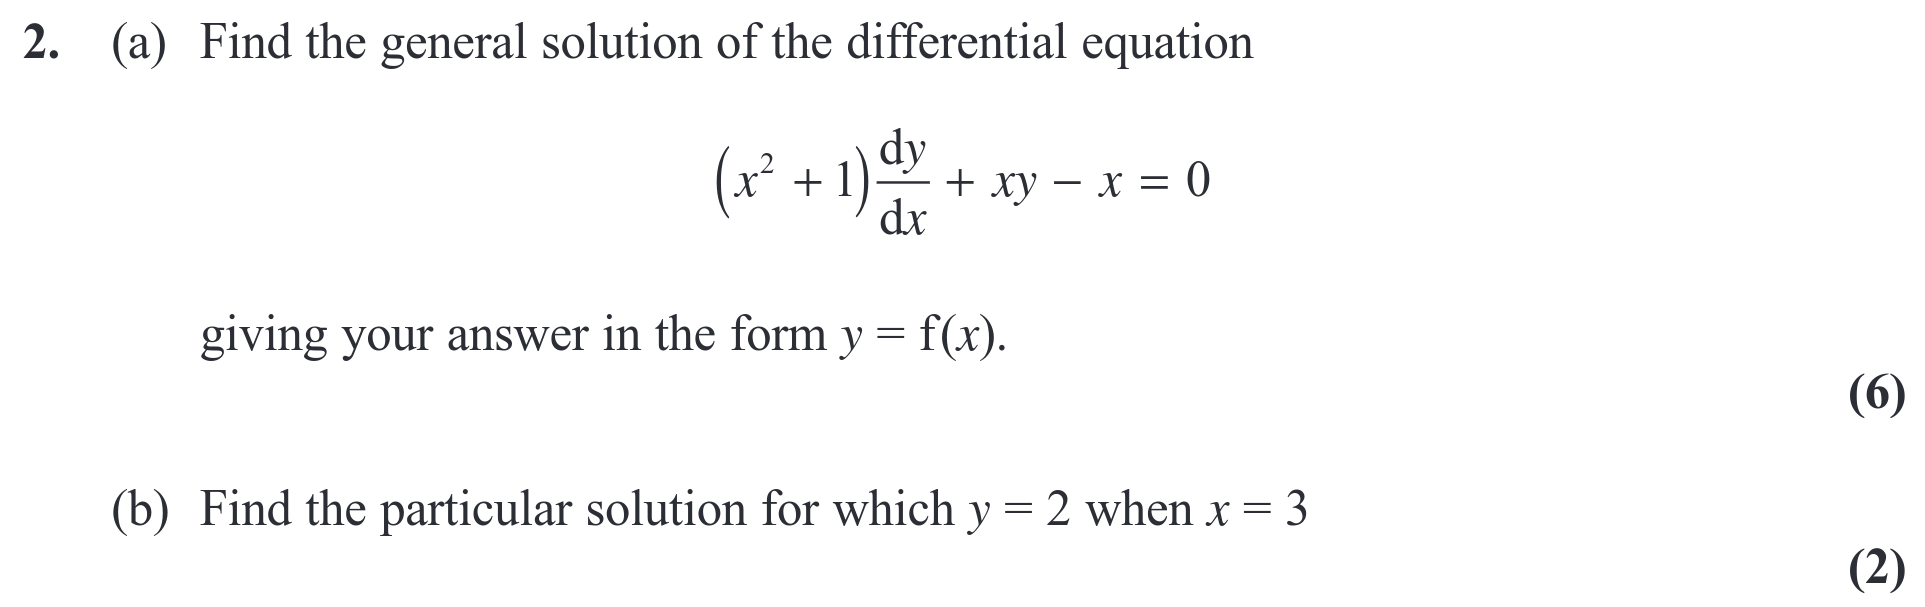 2. (a) Find the general solution of the differential equation
(x² + 1) dy/dx + xy − x = 0
giving your answer in the form y = f(x).
(6)
(b) Find the particular solution for which y = 2 when x = 3
(2)